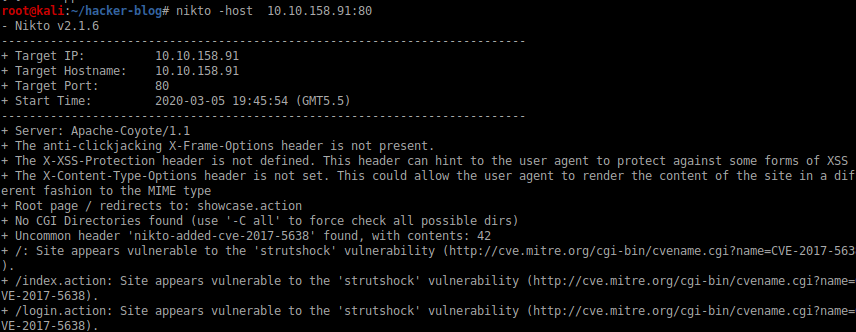 root@kali:~/hacker-blog# nikto -host  10.10.158.91:80
- Nikto v2.1.6
---------------------------------------------------------------------------
+ Target IP:          10.10.158.91
+ Target Hostname:    10.10.158.91
+ Target Port:        80
+ Start Time:         2020-03-05 19:45:54 (GMT5.5)
---------------------------------------------------------------------------
+ Server: Apache-Coyote/1.1
+ The anti-clickjacking X-Frame-Options header is not present.
+ The X-XSS-Protection header is not defined. This header can hint to the user agent to protect against some forms of XSS
+ The X-Content-Type-Options header is not set. This could allow the user agent to render the content of the site in a dif
erent fashion to the MIME type
+ Root page / redirects to: showcase.action
+ No CGI Directories found (use '-C all' to force check all possible dirs)
+ Uncommon header 'nikto-added-cve-2017-5638' found, with contents: 42
+ /: Site appears vulnerable to the 'strutshock' vulnerability (http://cve.mitre.org/cgi-bin/cvename.cgi?name=CVE-2017-563
).
+ /index.action: Site appears vulnerable to the 'strutshock' vulnerability (http://cve.mitre.org/cgi-bin/cvename.cgi?name=
VE-2017-5638).
+ /login.action: Site appears vulnerable to the 'strutshock' vulnerability (http://cve.mitre.org/cgi-bin/cvename.cgi?name=
VE-2017-5638).